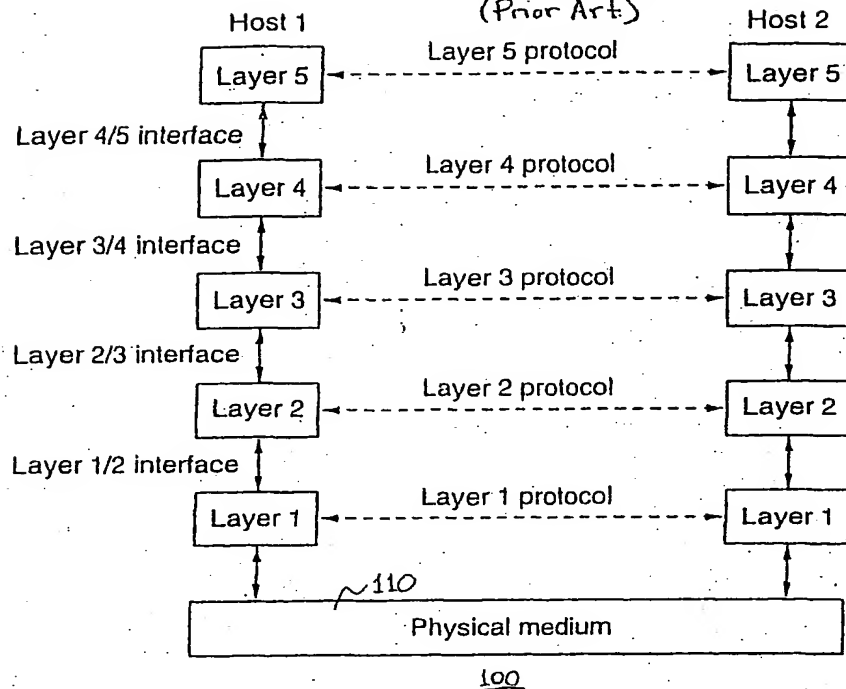 (Prior Art)
Host 1
Host 2
Layer 5 protocol
Layer 5
Layer 5
Layer 4/5 interface
Layer 4 protocol
Layer 4
Layer 4
Layer 3/4 interface
Layer 3 protocol
Layer 3
Layer 3
Layer 2/3 interface
Layer 2 protocol
Layer 2
Layer 2
Layer 1/2 interface
Layer 1 protocol
Layer 1
Layer 1
110
Physical medium
100